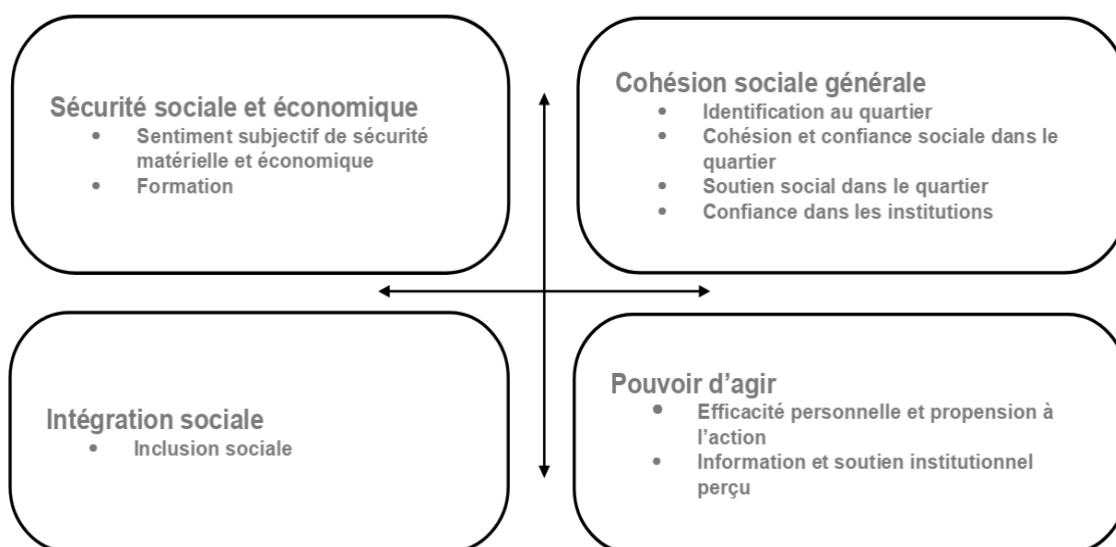 Sécurité sociale et économique
• Sentiment subjectif de sécurité
matérielle et économique
• Formation
Cohésion sociale générale
• Identification au quartier
• Cohésion et confiance sociale dans le
quartier
• Soutien social dans le quartier
• Confiance dans les institutions
Intégration sociale
• Inclusion sociale
Pouvoir d’agir
• Efficacité personnelle et propension à
l’action
• Information et soutien institutionnel
perçu